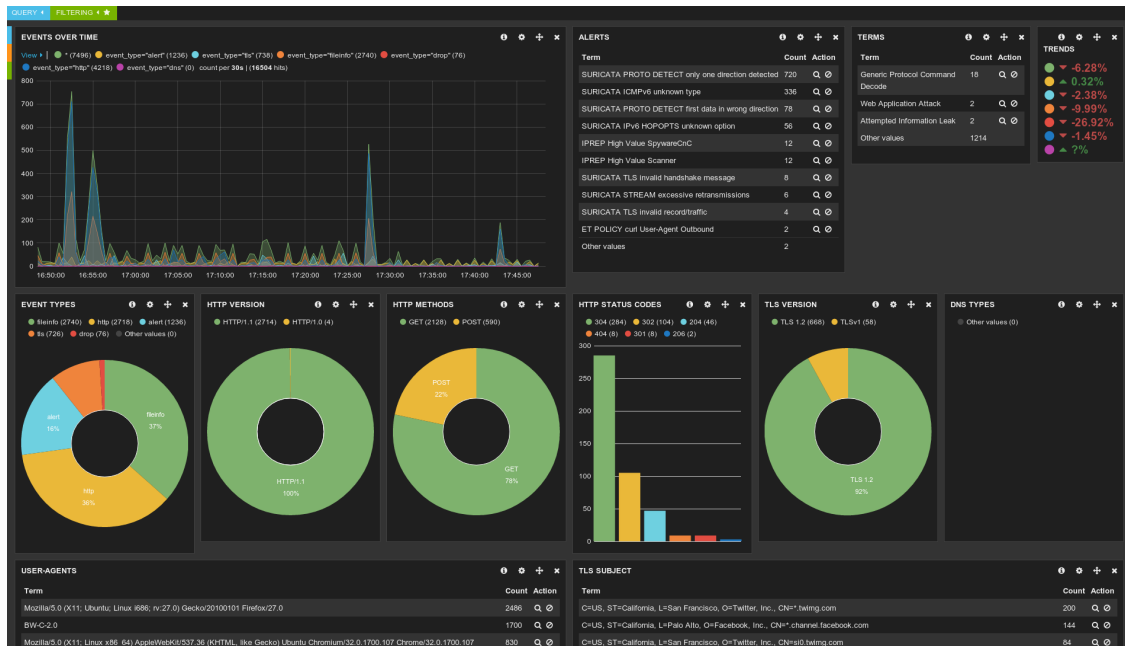 QUERY FILTERING
EVENTS OVER TIME
View | * (7496) event_type="alert" (1236) event_type="tls" (738) event_type="fileinfo" (2740) event_type="drop" (76)
event_type="http" (4218) event_type="dns" (0) count per 30s | (16504 hits)
800
700
600
500
400
300
200
100
0
16:50:00 16:55:00 17:00:00 17:05:00 17:10:00 17:15:00 17:20:00 17:25:00 17:30:00 17:35:00 17:40:00 17:45:00
ALERTS
Term Count Action
SURICATA PROTO DETECT only one direction detected 720
SURICATA ICMPv6 unknown type 336
SURICATA PROTO DETECT first data in wrong direction 78
SURICATA IPv6 HOPOPTS unknown option 56
IPREP High Value SpywareCnC 12
IPREP High Value Scanner 12
SURICATA TLS invalid handshake message 8
SURICATA STREAM excessive retransmissions 6
SURICATA TLS invalid record/traffic 4
ET POLICY curl User-Agent Outbound 2
Other values 2
TERMS
Term Count Action
Generic Protocol Command 18
Decode
Web Application Attack 2
Attempted Information Leak 2
Other values 1214
TRENDS
-6.28%
0.32%
-2.38%
-9.99%
-26.92%
-1.45%
?%
EVENT TYPES
fileinfo (2740) http (2718) alert (1236)
tls (726) drop (76) Other values (0)
alert
16%
fileinfo
37%
http
36%
HTTP VERSION
HTTP/1.1 (2714) HTTP/1.0 (4)
HTTP/1.1
100%
HTTP METHODS
GET (2128) POST (590)
POST
22%
GET
78%
HTTP STATUS CODES
304 (284) 302 (104) 204 (46)
404 (8) 301 (8) 206 (2)
300
250
200
150
100
50
0
TLS VERSION
TLS 1.2 (668) TLSv1 (58)
TLS 1.2
92%
DNS TYPES
Other values (0)
USER-AGENTS
Term Count Action
Mozilla/5.0 (X11; Ubuntu; Linux i686; rv:27.0) Gecko/20100101 Firefox/27.0 2486
BW-C-2.0 1700
Mozilla/5.0 (X11; Linux x86_64) AppleWebKit/537.36 (KHTML, like Gecko) Ubuntu Chromium/32.0.1700.107 Chrome/32.0.1700.107 830
TLS SUBJECT
Term Count Action
C=US, ST=California, L=San Francisco, O=Twitter, Inc., CN=*.twimg.com 200
C=US, ST=California, L=Palo Alto, O=Facebook, Inc., CN=*.channel.facebook.com 144
C=US, ST=California, L=San Francisco, O=Twitter, Inc., CN=si0.twimg.com 84